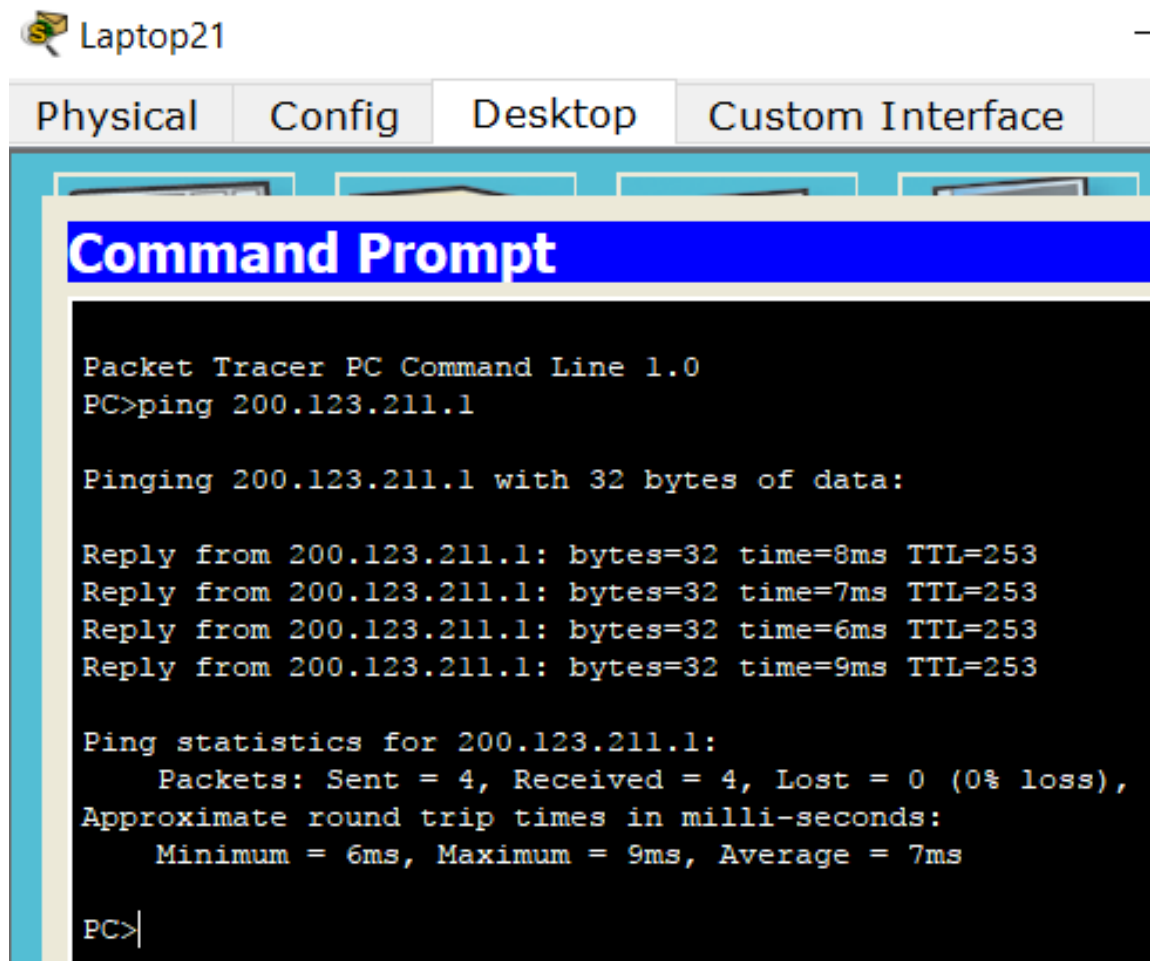 Laptop21
Physical Config Desktop Custom Interface
Command Prompt
Packet Tracer PC Command Line 1.0
PC>ping 200.123.211.1
Pinging 200.123.211.1 with 32 bytes of data:
Reply from 200.123.211.1: bytes=32 time=8ms TTL=253
Reply from 200.123.211.1: bytes=32 time=7ms TTL=253
Reply from 200.123.211.1: bytes=32 time=6ms TTL=253
Reply from 200.123.211.1: bytes=32 time=9ms TTL=253
Ping statistics for 200.123.211.1:
Packets: Sent = 4, Received = 4, Lost = 0 (0% loss),
Approximate round trip times in milli-seconds:
Minimum = 6ms, Maximum = 9ms, Average = 7ms
PC>